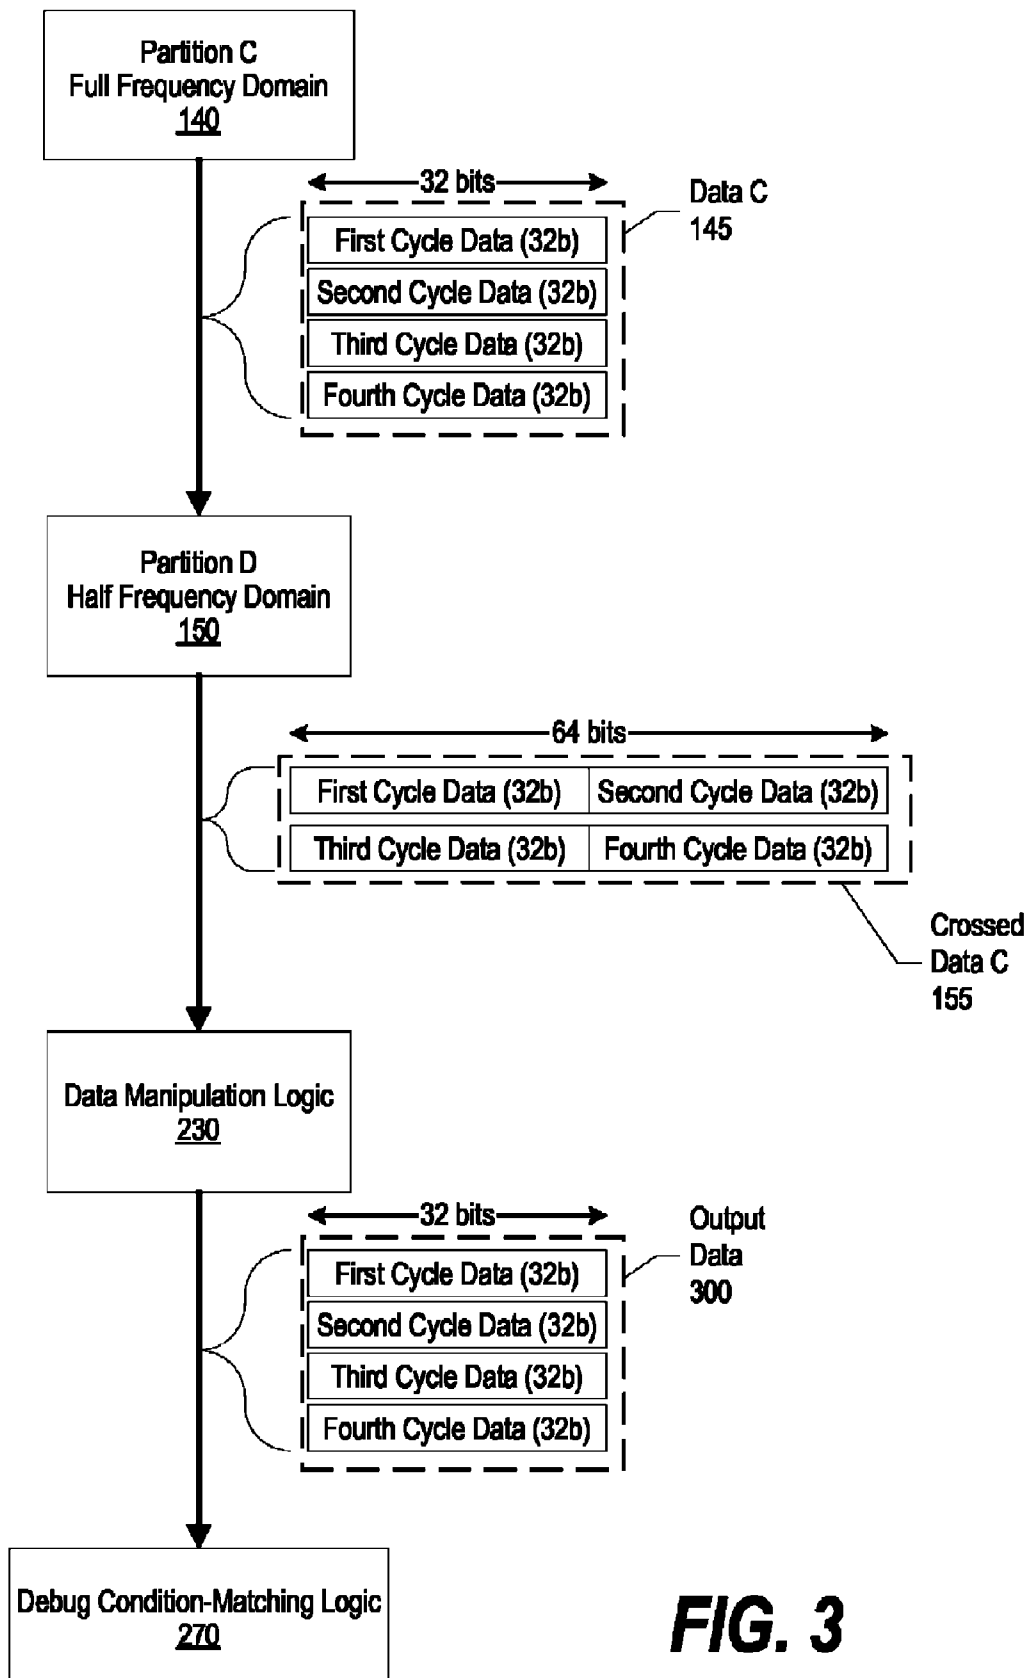 Partition C
Full Frequency Domain
140
32 bits
Data C
145
First Cycle Data (32b)
Second Cycle Data (32b)
Third Cycle Data (32b)
Fourth Cycle Data (32b)
Partition D
Half Frequency Domain
150
64 bits
First Cycle Data (32b) Second Cycle Data (32b)
Third Cycle Data (32b) Fourth Cycle Data (32b)
Crossed
Data C
155
Data Manipulation Logic
230
32 bits
Output
Data
300
First Cycle Data (32b)
Second Cycle Data (32b)
Third Cycle Data (32b)
Fourth Cycle Data (32b)
Debug Condition-Matching Logic
270
FIG. 3